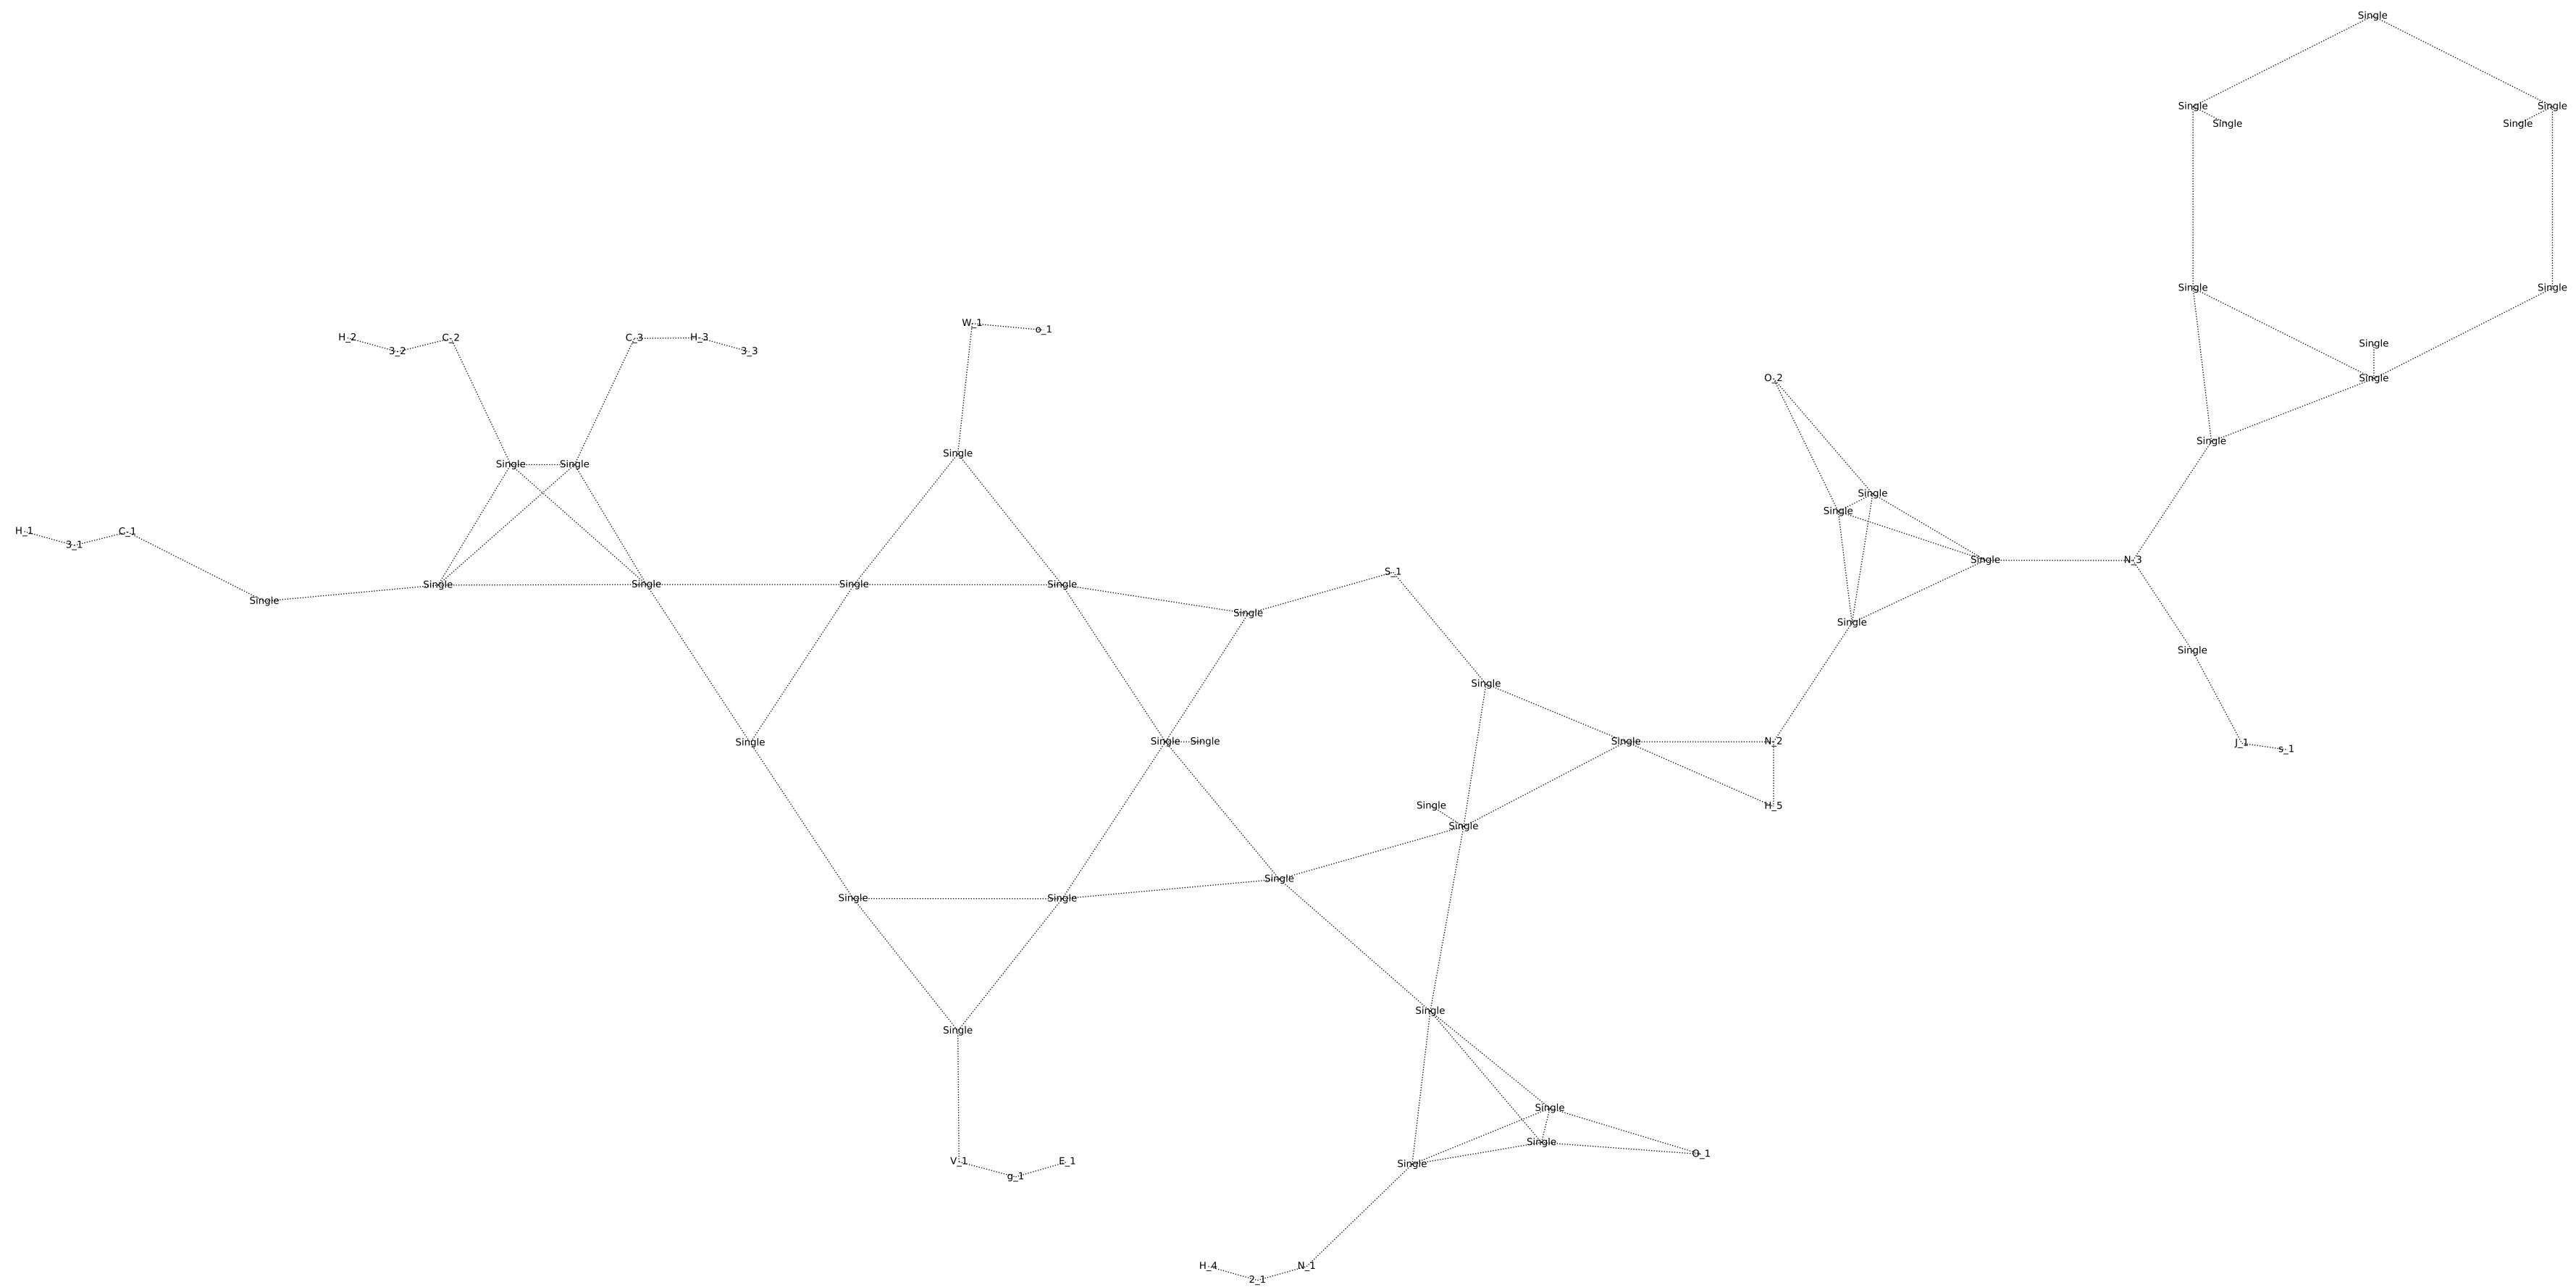 Single
Single Single
Single Single
Single Single
W_1 o_1
H_2 C_2 C_3 H_3 Single
3_2 3_3
O_2 Single
Single
Single
Single Single
Single
Single
H_1 C_1
3_1
Single N_3
S_1
Single Single Single Single
Single
Single
Single
Single
Single
Single Single Single Single N_2 J_1
s_1
Single H_5
Single
Single
Single Single
Single
Single
Single
Single
O_1
V_1 E_1 Single
g_1
H_4 N_1
2_1